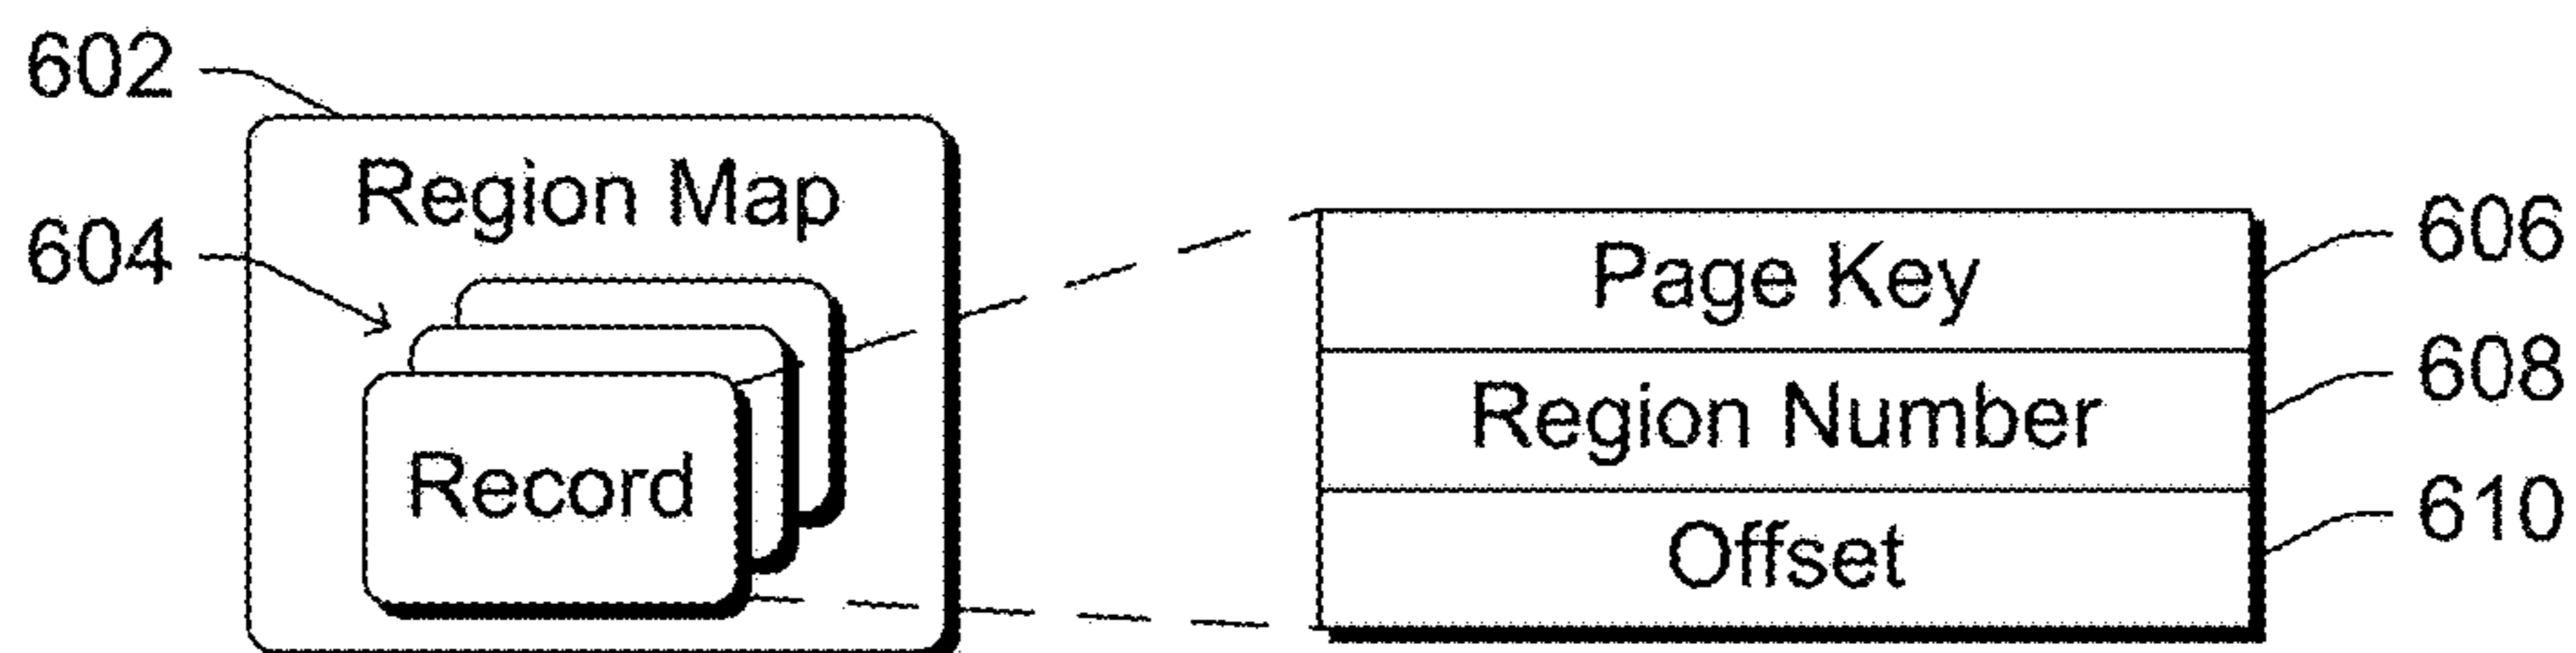 602
Region Map
604
Record
Page Key
606
Region Number
608
Offset
610